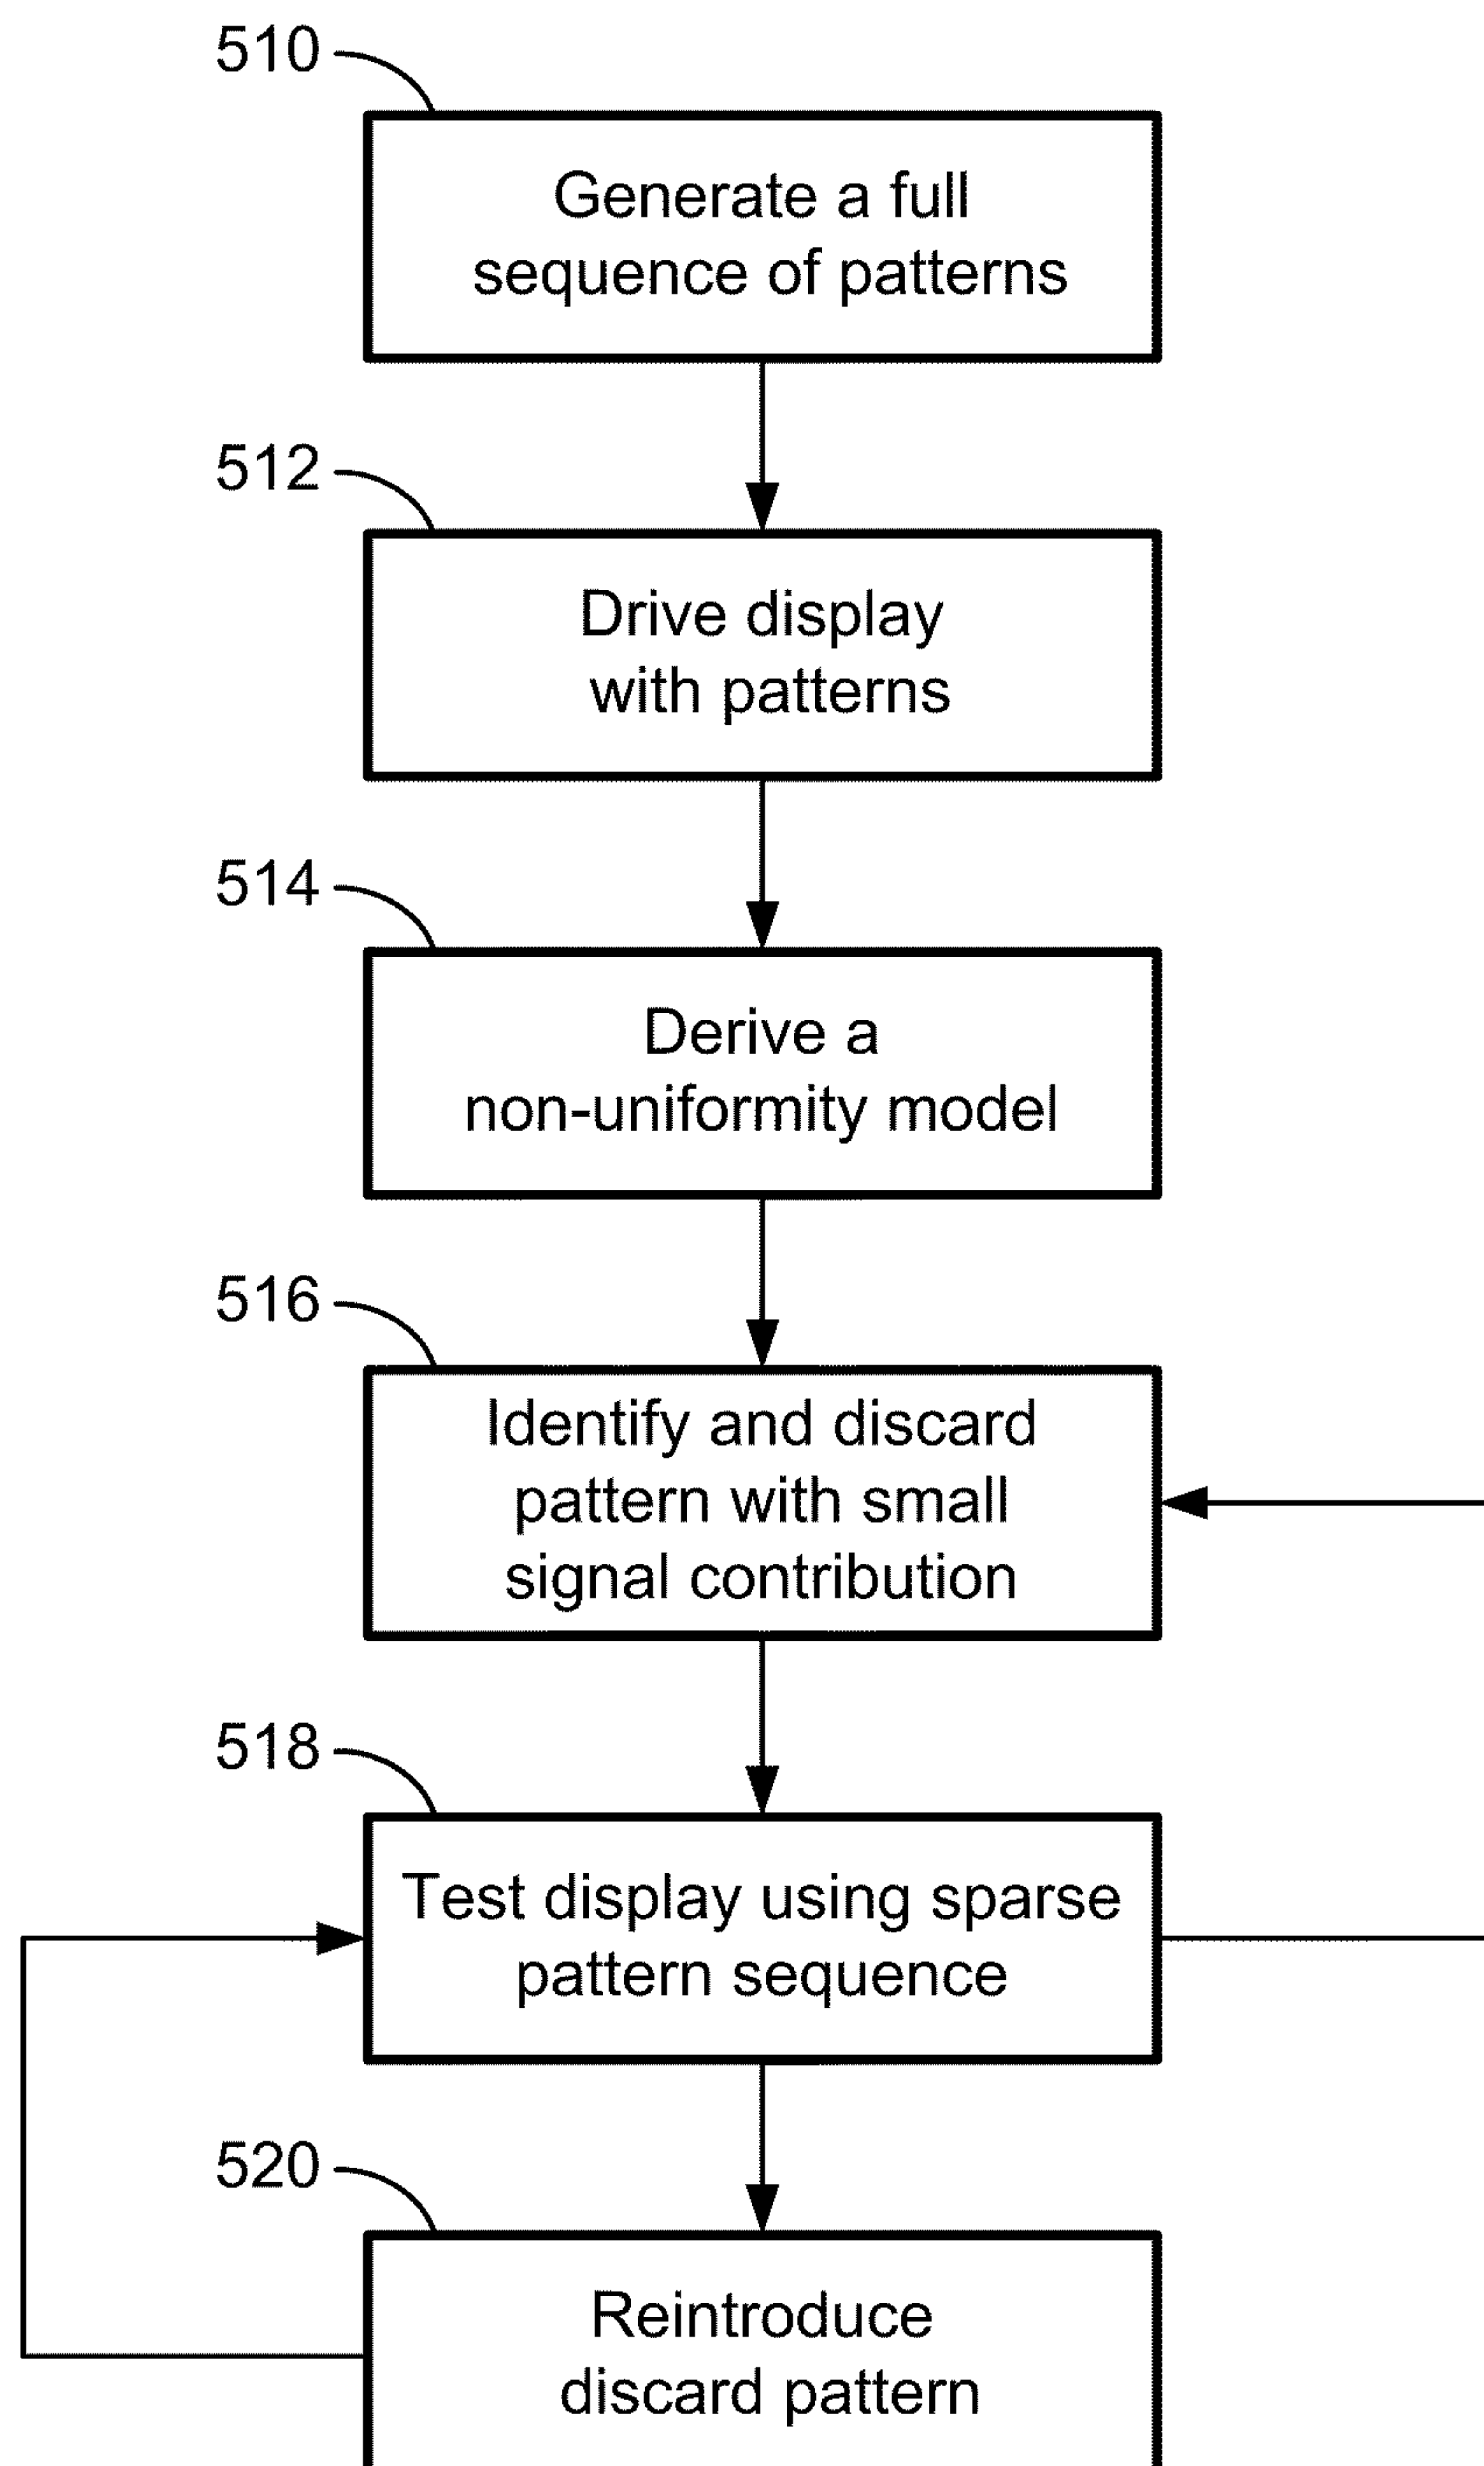 510
Generate a full
sequence of patterns
512
Drive display
with patterns
514
Derive a
non-uniformity model
516
Identify and discard
pattern with small
signal contribution
518
Test display using sparse
pattern sequence
520
Reintroduce
discard pattern